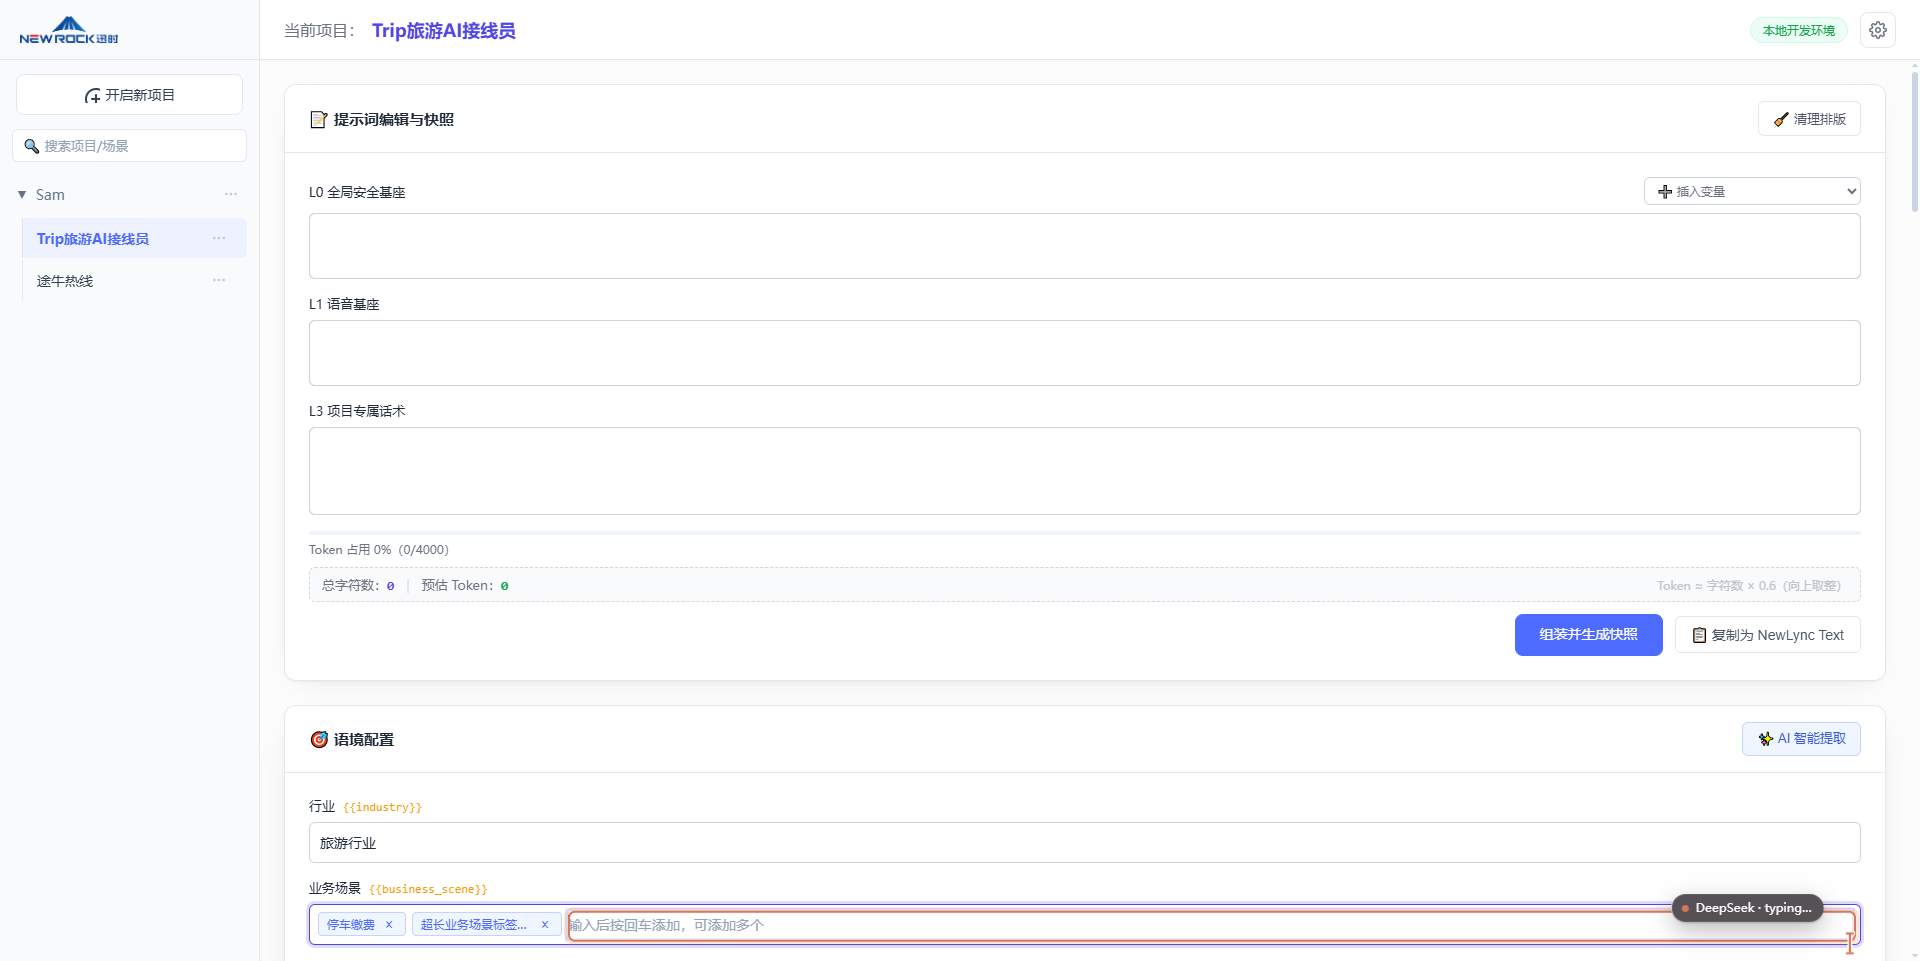 NEWROCK迅时
当前项目： Trip旅游AI接线员
本地开发环境
开启新项目
搜索项目/场景
Sam
Trip旅游AI接线员
途牛热线
提示词编辑与快照
清理排版
L0 全局安全基座
插入变量
L1 语音基座
L3 项目专属话术
Token 占用 0%（0/4000）
总字符数：0 | 预估 Token：0
Token ≈ 字符数 × 0.6（向上取整）
组装并生成快照
复制为 NewLync Text
语境配置
AI 智能提取
行业 {{industry}}
旅游行业
业务场景 {{business_scene}}
DeepSeek · typing...
停车缴费 ×
超长业务场景标签... ×
输入后按回车添加，可添加多个